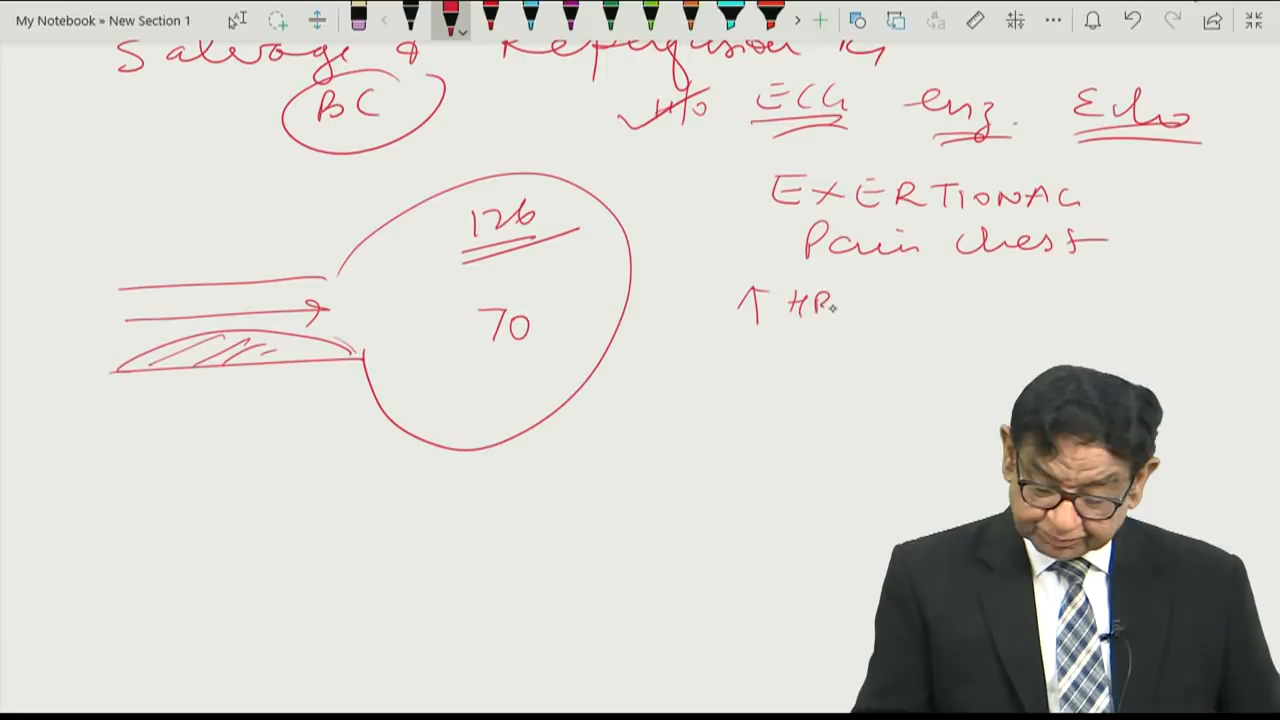 My Notebook » New Section 1
Salvage & Reperfusion
BC
H/o ECG enz. Echo
EXERTIONAL
Pain chest
126
70
↑ HR